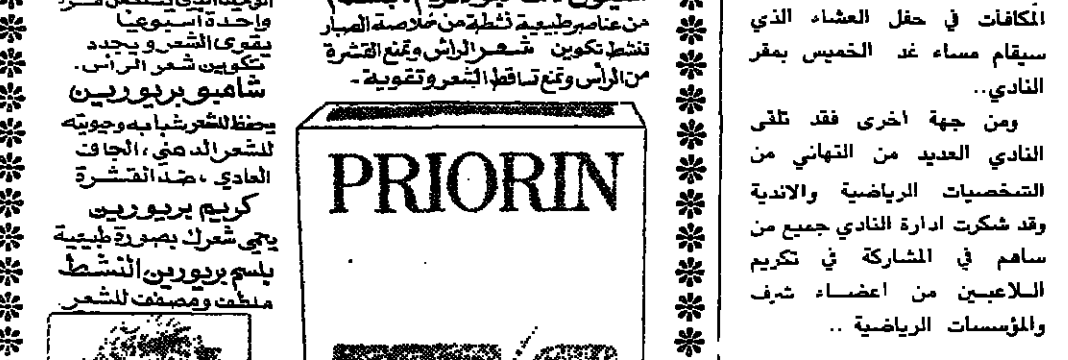 المكافآت في حفل العشاء الذي
سيقام مساء غد الخميس بمقر
النادي..
ومن جهة اخرى فقد تلقى
النادي العديد من التهاني من
الشخصيات الرياضية والاندية
وقد شكرت ادارة النادي جميع من
ساهم في المشاركة في تكريم
اللاعبين من اعضاء شرف
والمؤسسات الرياضية ..
من عناصر طبيعية نشطة من خلاصة الصبار
تنشط تكوين شعر الرأس وتمنع القشرة
من الرأس وتمنع تساقط الشعر وتقويه -
PRIORIN
واحدة أسبوعيا
يقوى الشعر ويجدد
تكوين شعر الرأس.
شامبو بريورين
يحفظ للشعر شبابه وحيويته
للشعر الدهني ، الجاف
العادي ، ضد القشرة
كريم بريورين
يحمي شعرك بصورة طبيعية
بلسم بريورين النشط
منظف ومصفف للشعر